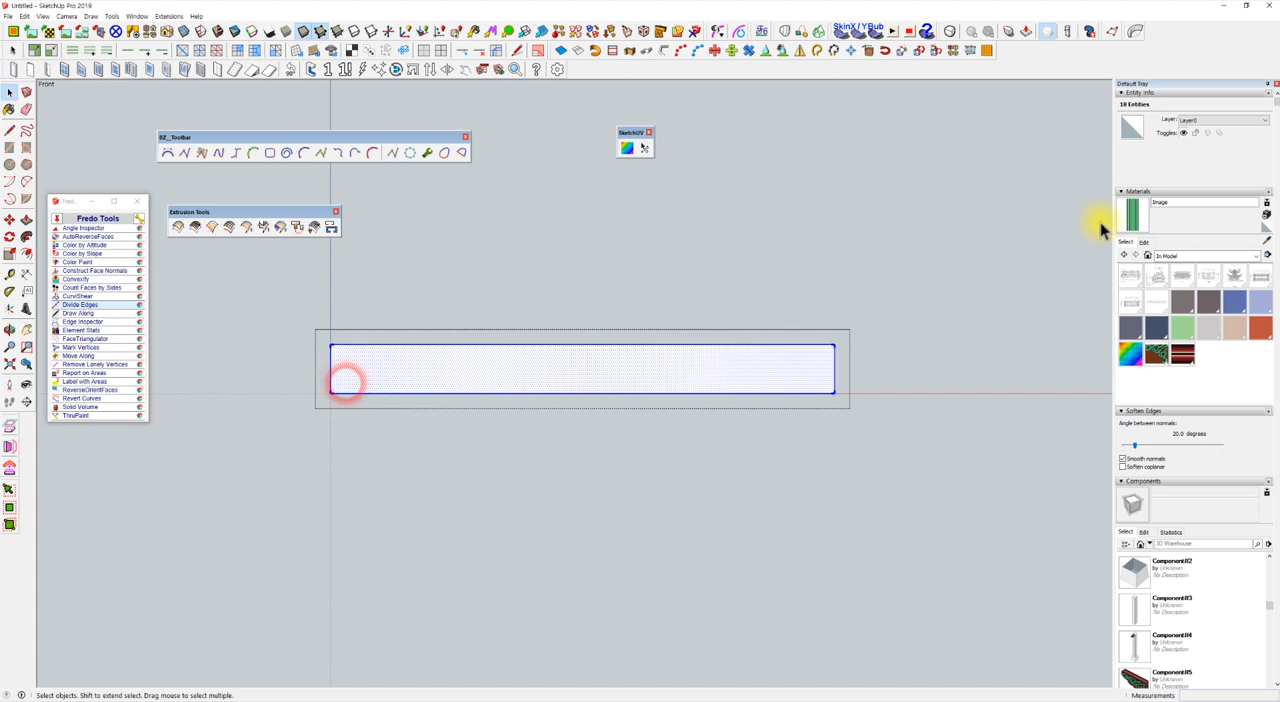 Untitled - SketchUp Pro 2019
File Edit View Camera Draw Tools Window Extensions Help
SkinX/YBub
Front
BZ__Toolbar
SketchUV
Extrusion Tools
Fred...
Fredo Tools
Angle Inspector
AutoReverseFaces
Color by Altitude
Color by Slope
Color Paint
Construct Face Normals
Convexify
Count Faces by Sides
CurviShear
Divide Edges
Draw Along
Edge Inspector
Element Stats
FaceTriangulator
Mark Vertices
Move Along
Remove Lonely Vertices
Report on Areas
Label with Areas
ReverseOrientFaces
Revert Curves
Solid Volume
ThruPaint
Default Tray
Entity Info
18 Entities
Layer: Layer0
Toggles:
Materials
Image
Select Edit
In Model
Soften Edges
Angle between normals:
20.0 degrees
Smooth normals
Soften coplanar
Components
Select Edit Statistics
3D Warehouse
Component#2
by Unknown
No Description
Component#3
by Unknown
No Description
Component#4
by Unknown
No Description
Component#5
by Unknown
No Description
Select objects. Shift to extend select. Drag mouse to select multiple.
Measurements